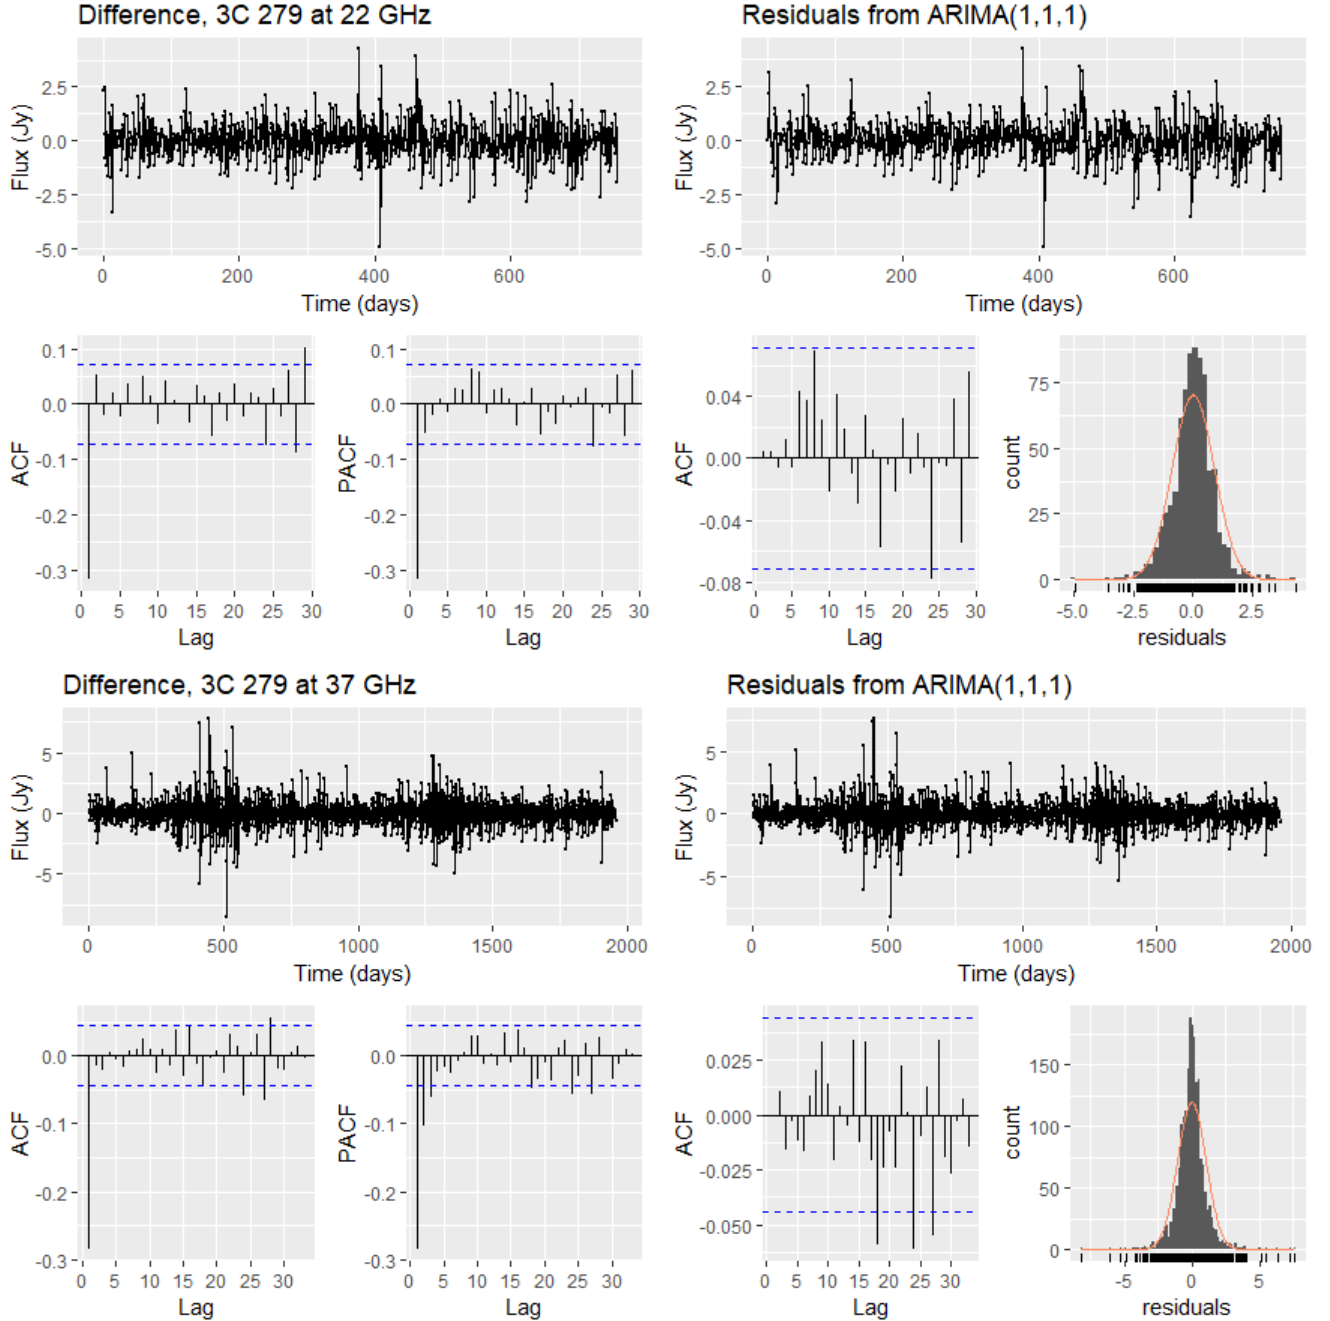 Difference, 3C 279 at 22 GHz
Flux (Jy)
2.5
0.0
-2.5
-5.0
0 200 400 600
Time (days)
Residuals from ARIMA(1,1,1)
Flux (Jy)
2.5
0.0
-2.5
-5.0
0 200 400 600
Time (days)
ACF
0.1
0.0
-0.1
-0.2
-0.3
0 5 10 15 20 25 30
Lag
PACF
0.1
0.0
-0.1
-0.2
-0.3
0 5 10 15 20 25 30
Lag
ACF
0.04
0.00
-0.04
-0.08
0 5 10 15 20 25 30
Lag
count
75
50
25
0
-5.0 -2.5 0.0 2.5
residuals
Difference, 3C 279 at 37 GHz
Flux (Jy)
5
0
-5
0 500 1000 1500 2000
Time (days)
Residuals from ARIMA(1,1,1)
Flux (Jy)
5
0
-5
0 500 1000 1500 2000
Time (days)
ACF
0.0
-0.1
-0.2
-0.3
0 5 10 15 20 25 30
Lag
PACF
0.0
-0.1
-0.2
-0.3
0 5 10 15 20 25 30
Lag
ACF
0.025
0.000
-0.025
-0.050
0 5 10 15 20 25 30
Lag
count
150
100
50
0
-5 0 5
residuals